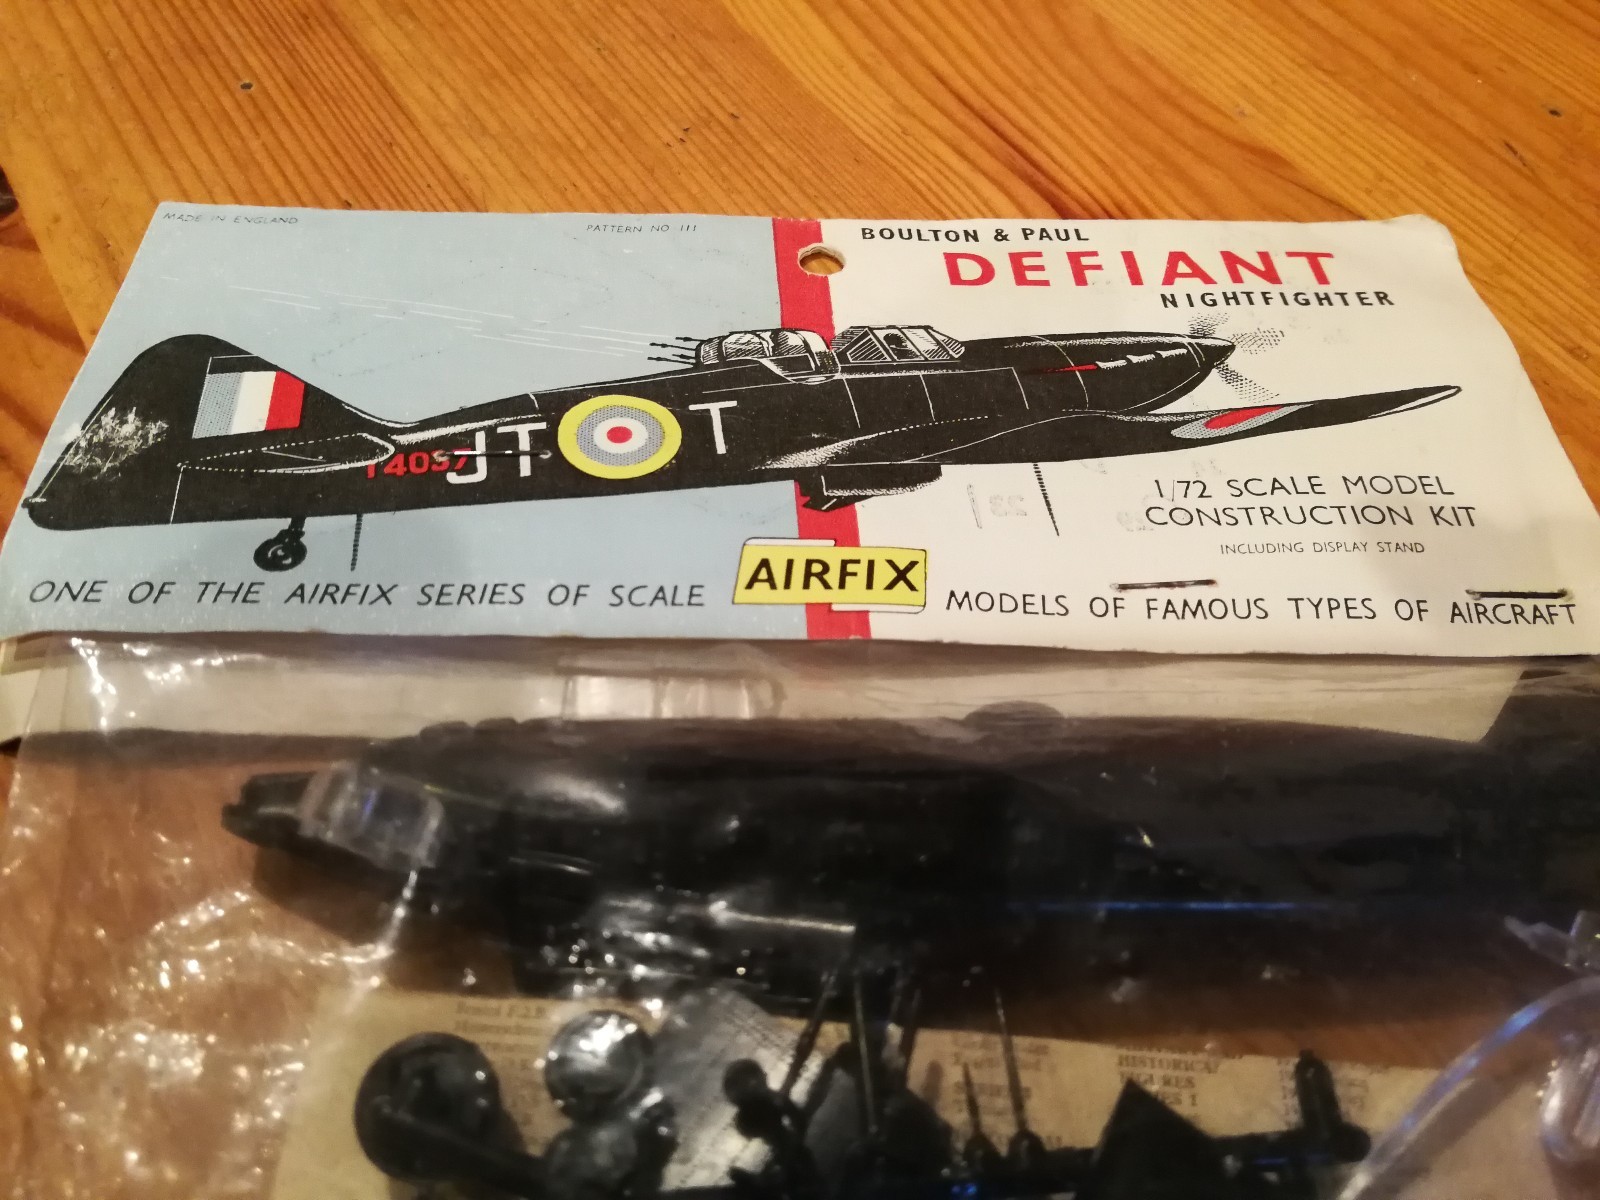 MADE IN ENGLAND
PATTERN NO 111
BOULTON & PAUL
DEFIANT
NIGHTFIGHTER
T4037
JT T
1/72 SCALE MODEL
CONSTRUCTION KIT
INCLUDING DISPLAY STAND
ONE OF THE AIRFIX SERIES OF SCALE
AIRFIX
MODELS OF FAMOUS TYPES OF AIRCRAFT